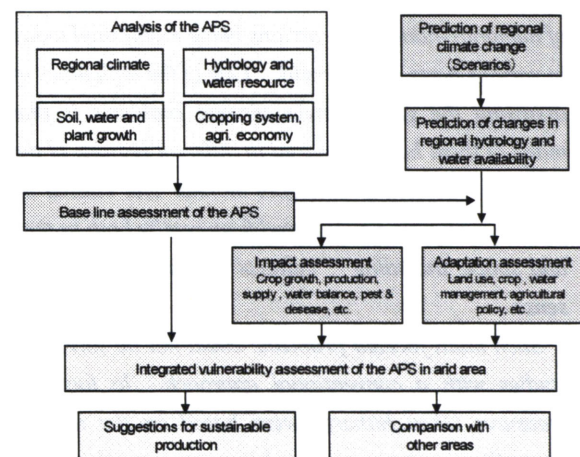 Analysis of the APS
Regional climate
Hydrology and
water resource
Soil, water and
plant growth
Cropping system,
agri. economy
Prediction of regional
climate change
(Scenarios)
Prediction of changes in
regional hydrology and
water availability
Base line assessment of the APS
Impact assessment
Crop growth, production,
supply , water balance, pest &
desease, etc.
Adaptation assessment
Land use, crop , water
management, agricultural
policy, etc
Integrated vulnerability assessment of the APS in arid area
Suggestions for sustainable
production
Comparison with
other areas